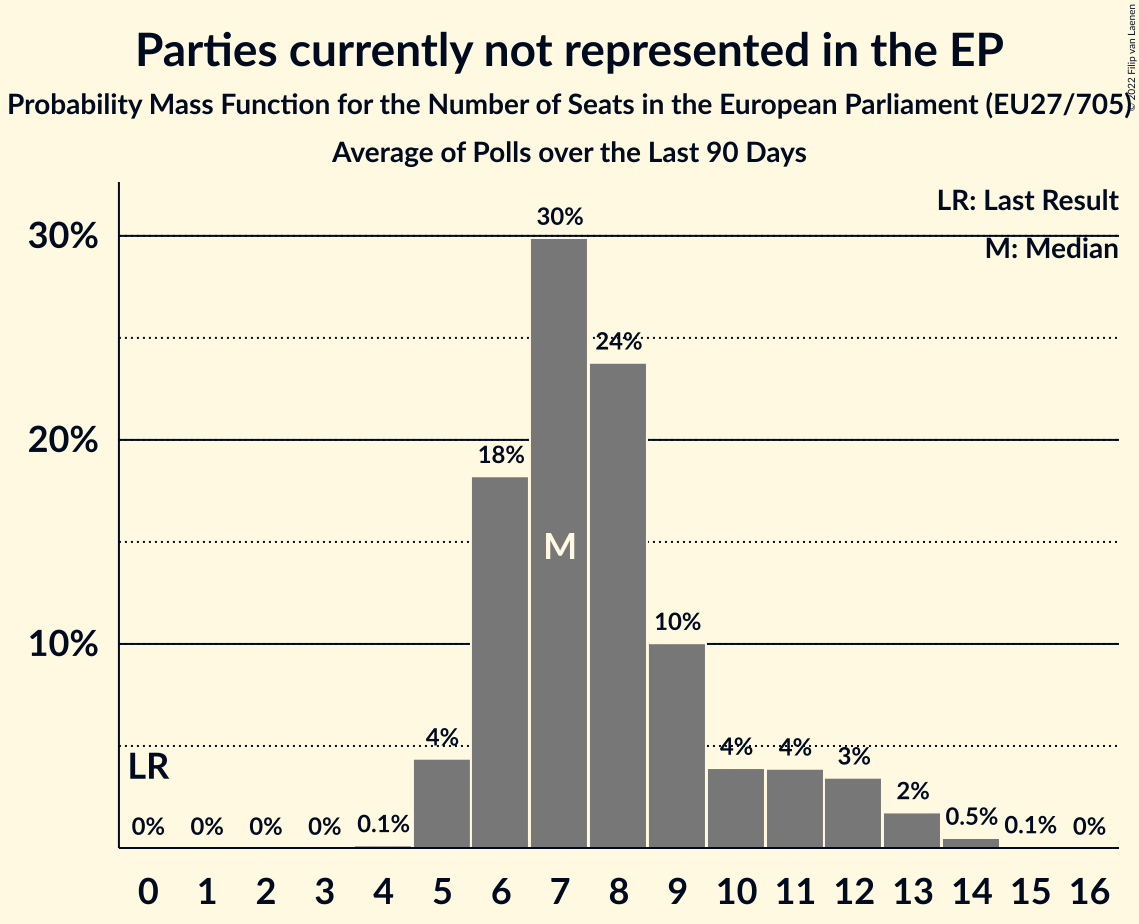 Parties currently not represented in the EP
Probability Mass Function for the Number of Seats in the European Parliament (EU27/705)
Average of Polls over the Last 90 Days
© 2022 Filip van Laenen
LR: Last Result
M: Median
30%
20%
10%
30%
24%
18%
M
10%
4%
4%
4%
3%
2%
LR
0%
0%
0%
0%
0.1%
0.5%
0.1%
0%
0 1 2 3 4 5 6 7 8 9 10 11 12 13 14 15 16